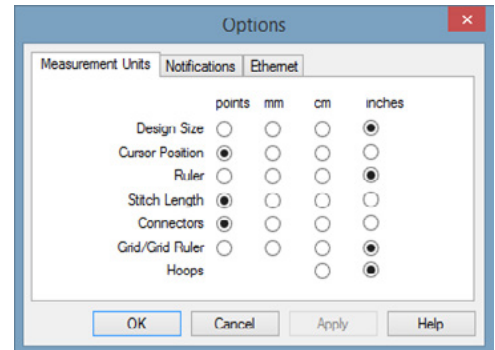 Options
Measurement Units Notifications Ethernet
points mm cm inches
Design Size
Cursor Position
Ruler
Stitch Length
Connectors
Grid/Grid Ruler
Hoops
OK Cancel Apply Help